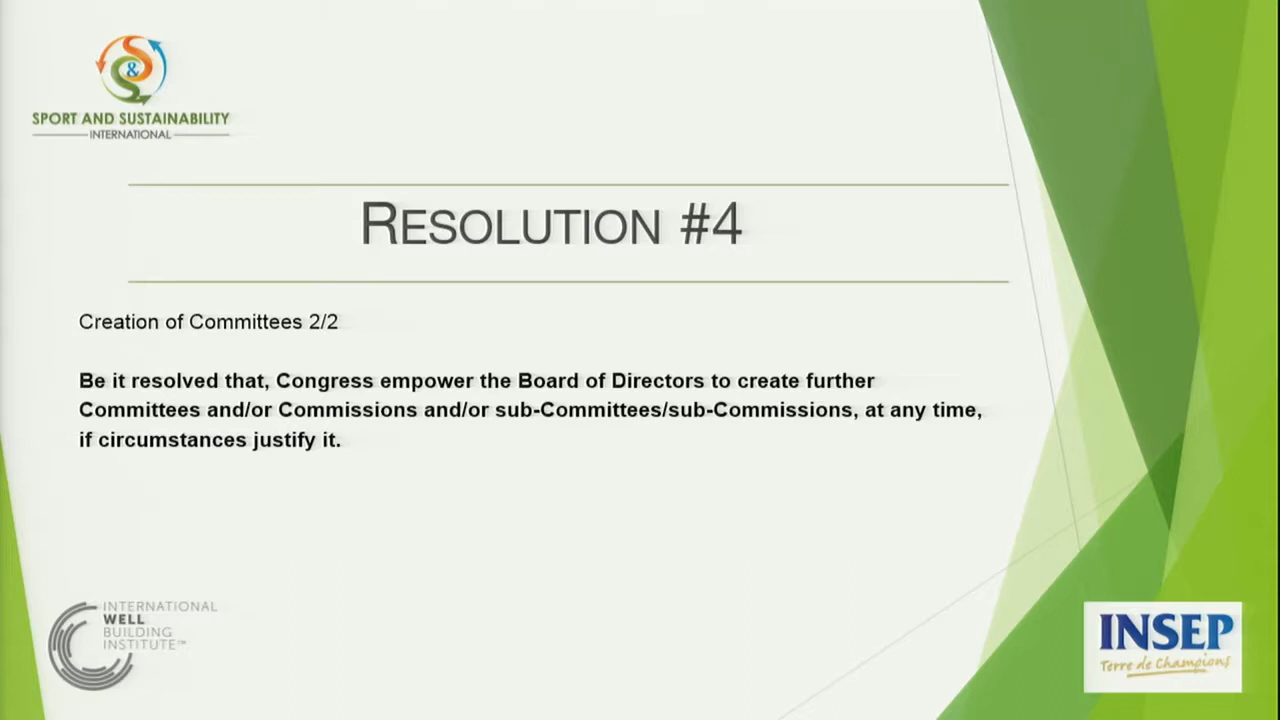 S&S
SPORT AND SUSTAINABILITY
INTERNATIONAL
RESOLUTION #4
Creation of Committees 2/2
Be it resolved that, Congress empower the Board of Directors to create further
Committees and/or Commissions and/or sub-Committees/sub-Commissions, at any time,
if circumstances justify it.
INTERNATIONAL
WELL
BUILDING
INSTITUTE™
INSEP
Terre de Champions